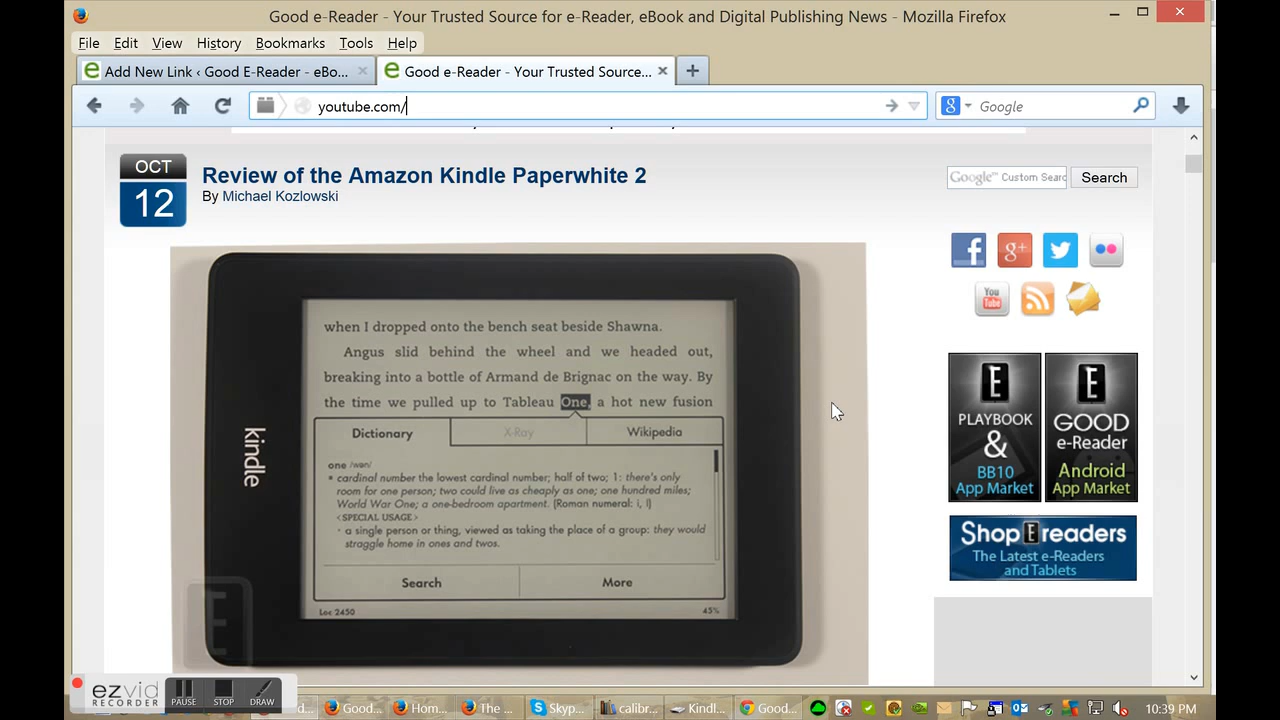 Good e-Reader - Your Trusted Source for e-Reader, eBook and Digital Publishing News - Mozilla Firefox
File Edit View History Bookmarks Tools Help
Add New Link ‹ Good E-Reader - eBo...
Good e-Reader - Your Trusted Source...
youtube.com/
Google
OCT
12
Review of the Amazon Kindle Paperwhite 2
By Michael Kozlowski
Google™ Custom Searc
Search
You
Tube
when I dropped onto the bench seat beside Shawna.
Angus slid behind the wheel and we headed out,
breaking into a bottle of Armand de Brignac on the way. By
the time we pulled up to Tableau One, a hot new fusion
Dictionary X-Ray Wikipedia
one /wən/
• cardinal number the lowest cardinal number; half of two; 1: there's only
room for one person; two could live as cheaply as one; one hundred miles;
World War One; a one-bedroom apartment. [Roman numeral: i, I]
<SPECIAL USAGE>
· a single person or thing, viewed as taking the place of a group: they would
straggle home in ones and twos.
Search More
Loc 2450 45%
kindle
PLAYBOOK
&
BB10
App Market
GOOD
e-Reader
Android
App Market
Shop E readers
The Latest e-Readers
and Tablets
ezvid
RECORDER
PAUSE STOP DRAW
Good... Hom... The ... Skyp... calibr... Kindl... Good...
10:39 PM